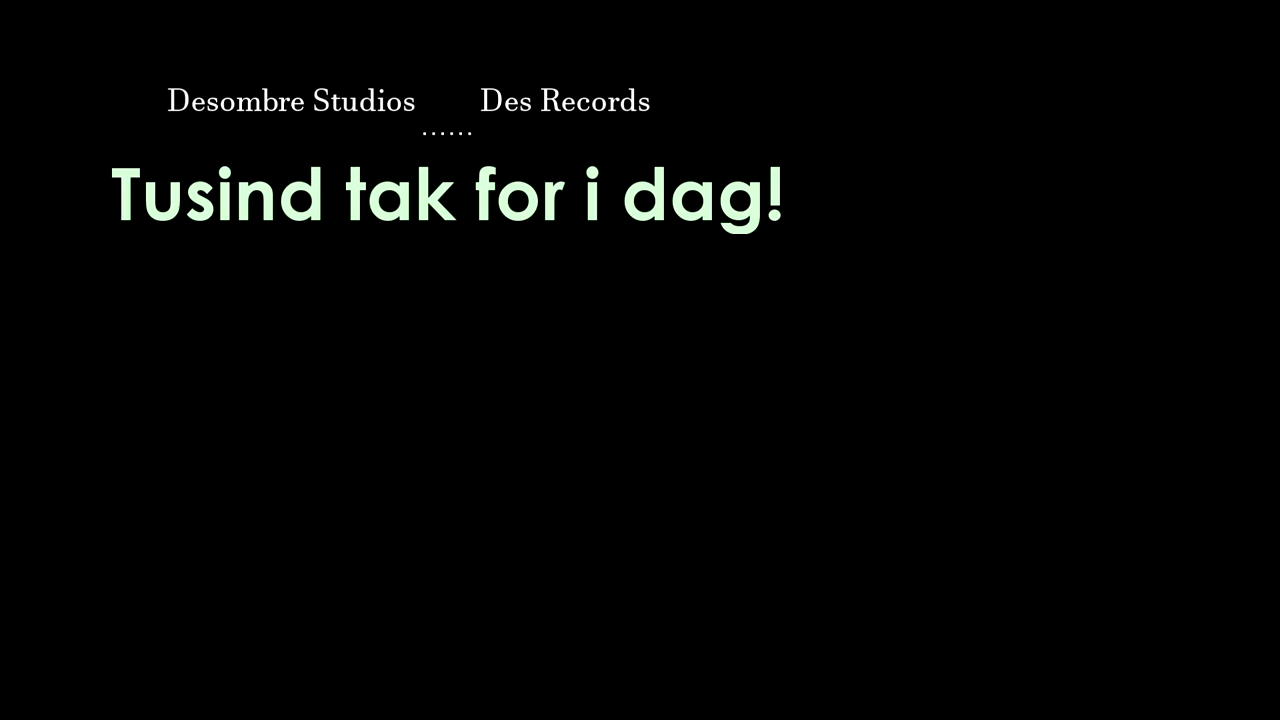 Desombre Studios Des Records
......
Tusind tak for i dag!